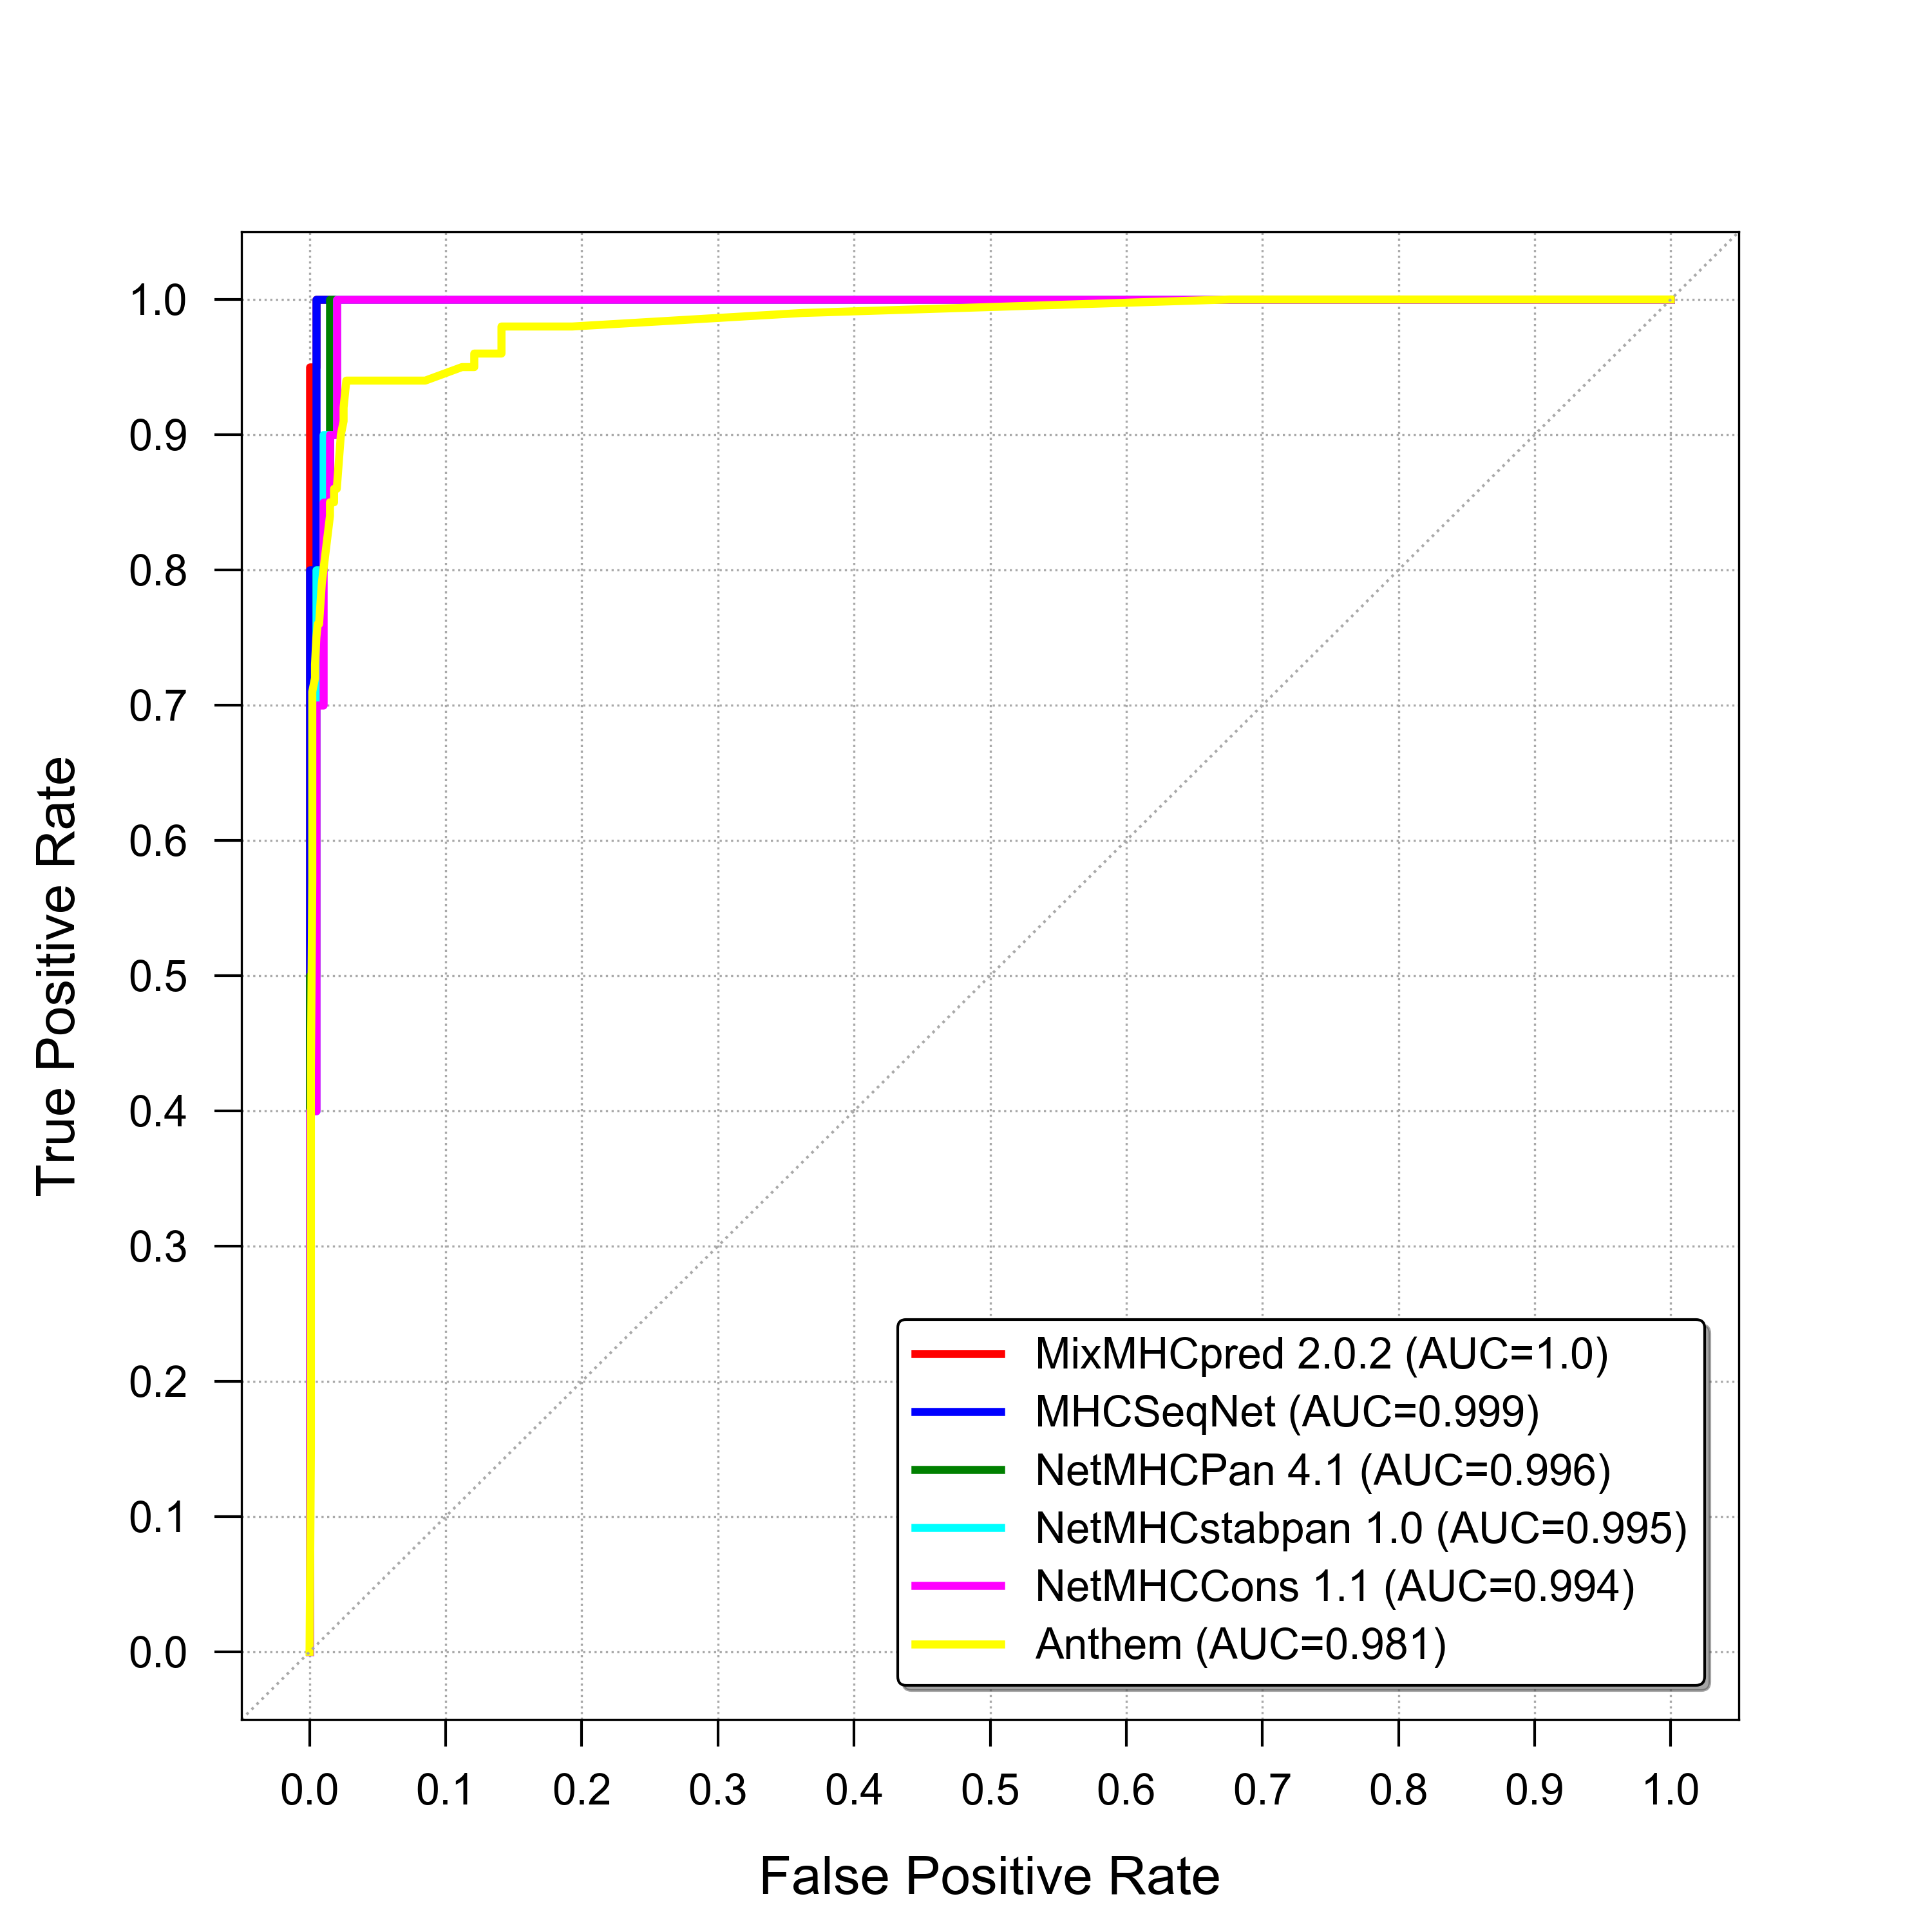 1.0
0.9
0.8
0.7
0.6
0.5
0.4
0.3
0.2
0.1
0.0
True Positive Rate
MixMHCpred 2.0.2 (AUC=1.0)
MHCSeqNet (AUC=0.999)
NetMHCPan 4.1 (AUC=0.996)
NetMHCstabpan 1.0 (AUC=0.995)
NetMHCCons 1.1 (AUC=0.994)
Anthem (AUC=0.981)
0.0 0.1 0.2 0.3 0.4 0.5 0.6 0.7 0.8 0.9 1.0
False Positive Rate